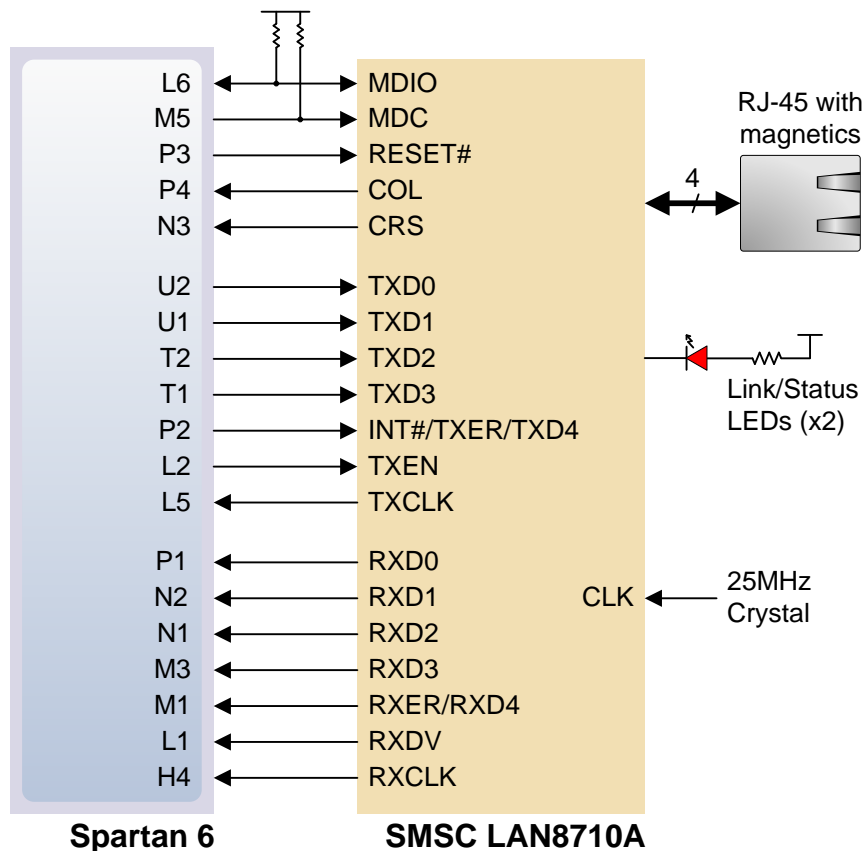 L6 MDIO
M5 MDC
P3 RESET#
P4 COL
N3 CRS
U2 TXD0
U1 TXD1
T2 TXD2
T1 TXD3
P2 INT#/TXER/TXD4
L2 TXEN
L5 TXCLK
P1 RXD0
N2 RXD1
N1 RXD2
M3 RXD3
M1 RXER/RXD4
L1 RXDV
H4 RXCLK
RJ-45 with
magnetics
4
Link/Status
LEDs (x2)
CLK
25MHz
Crystal
Spartan 6
SMSC LAN8710A